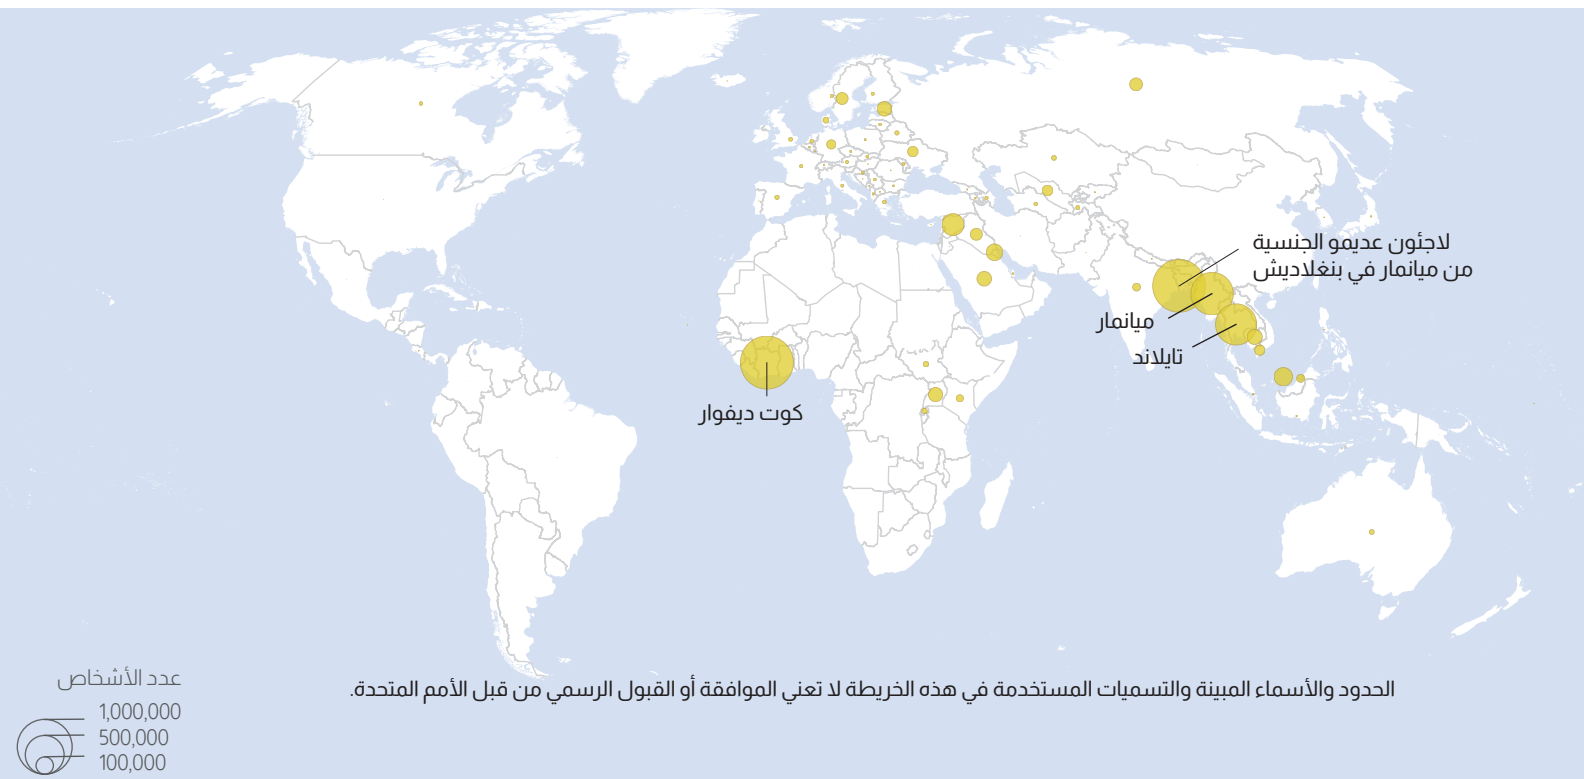 لاجئون عديمو الجنسية
من ميانمار في بنغلاديش
ميانمار
تايلاند
كوت ديفوار
الحدود والأسماء المبينة والتسميات المستخدمة في هذه الخريطة لا تعني الموافقة أو القبول الرسمي من قبل الأمم المتحدة.
عدد الأشخاص
1,000,000
500,000
100,000